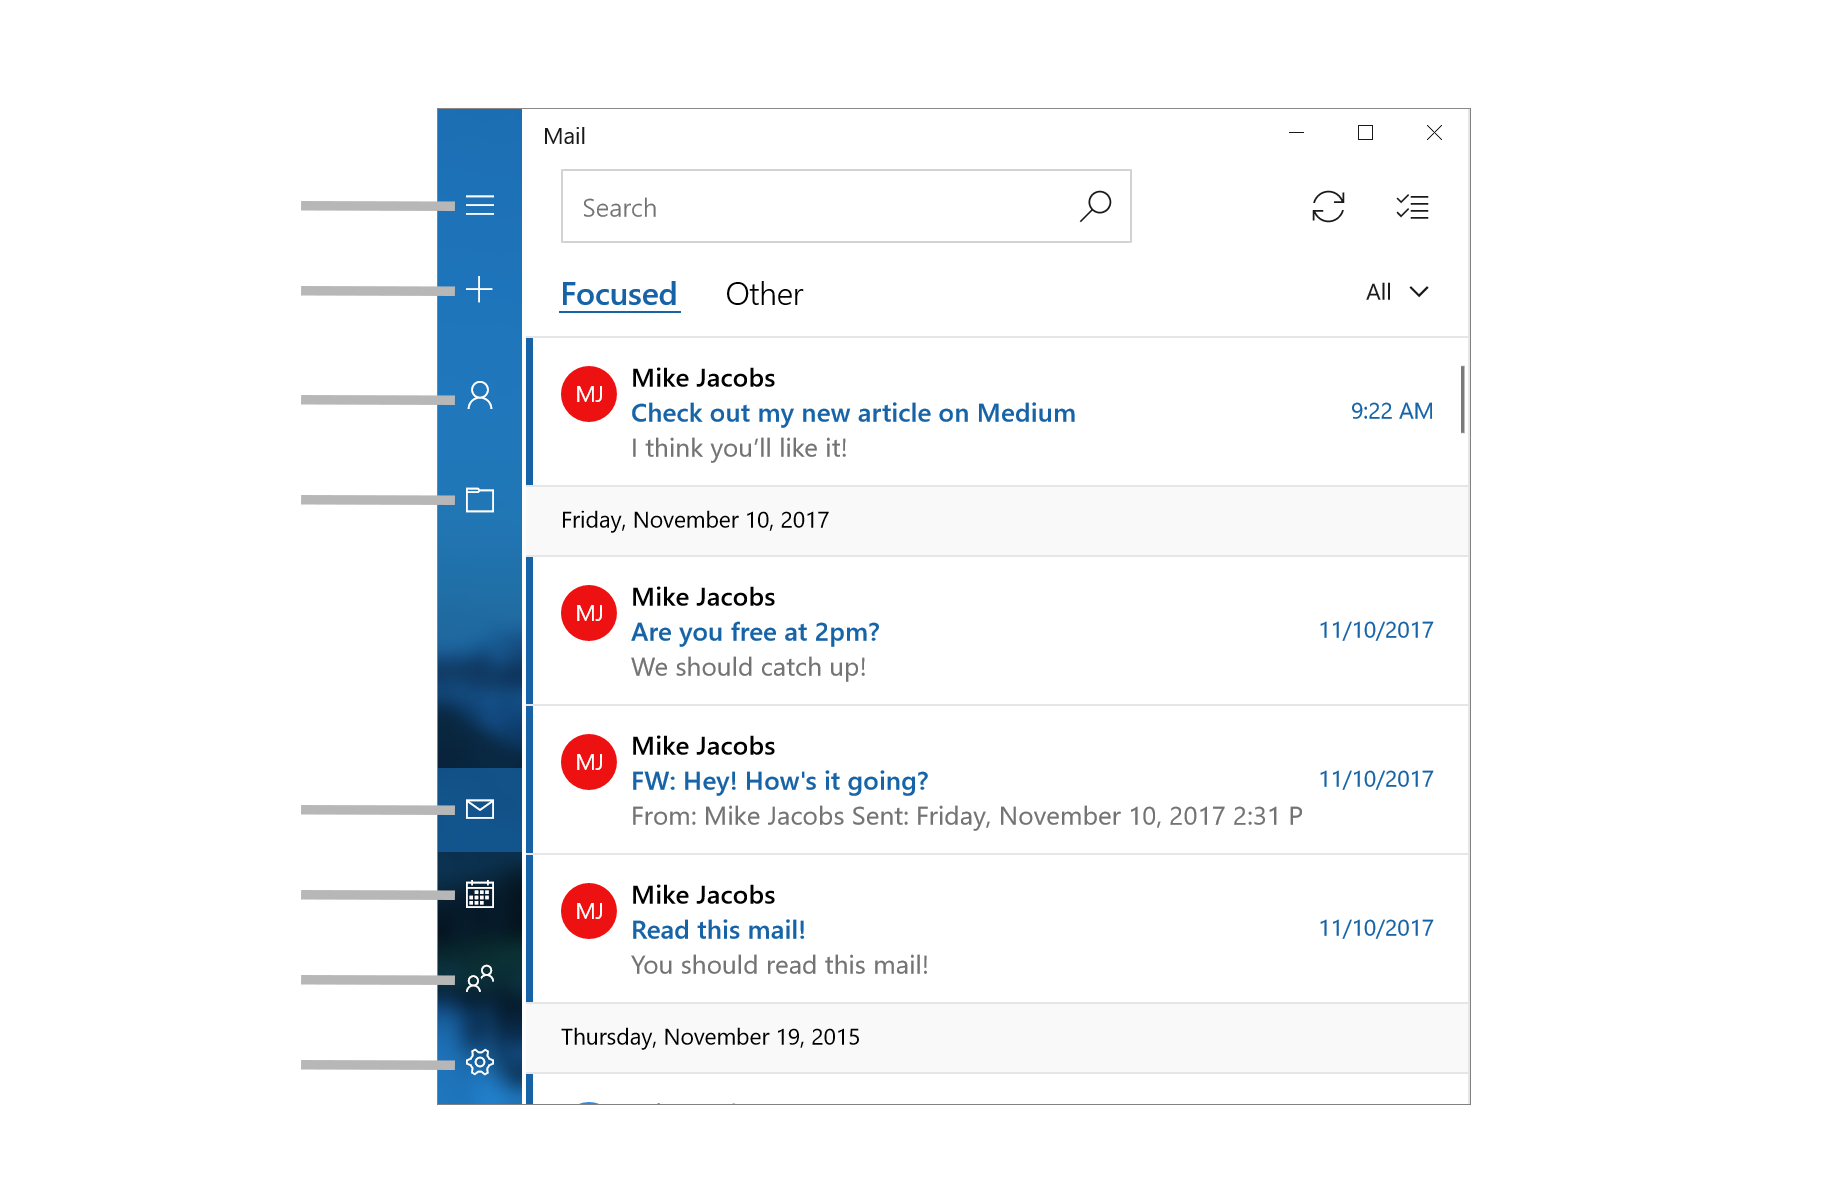 Mail
Search
Focused Other All
MJ Mike Jacobs
Check out my new article on Medium 9:22 AM
I think you’ll like it!
Friday, November 10, 2017
MJ Mike Jacobs
Are you free at 2pm? 11/10/2017
We should catch up!
MJ Mike Jacobs
FW: Hey! How's it going? 11/10/2017
From: Mike Jacobs Sent: Friday, November 10, 2017 2:31 P
MJ Mike Jacobs
Read this mail! 11/10/2017
You should read this mail!
Thursday, November 19, 2015